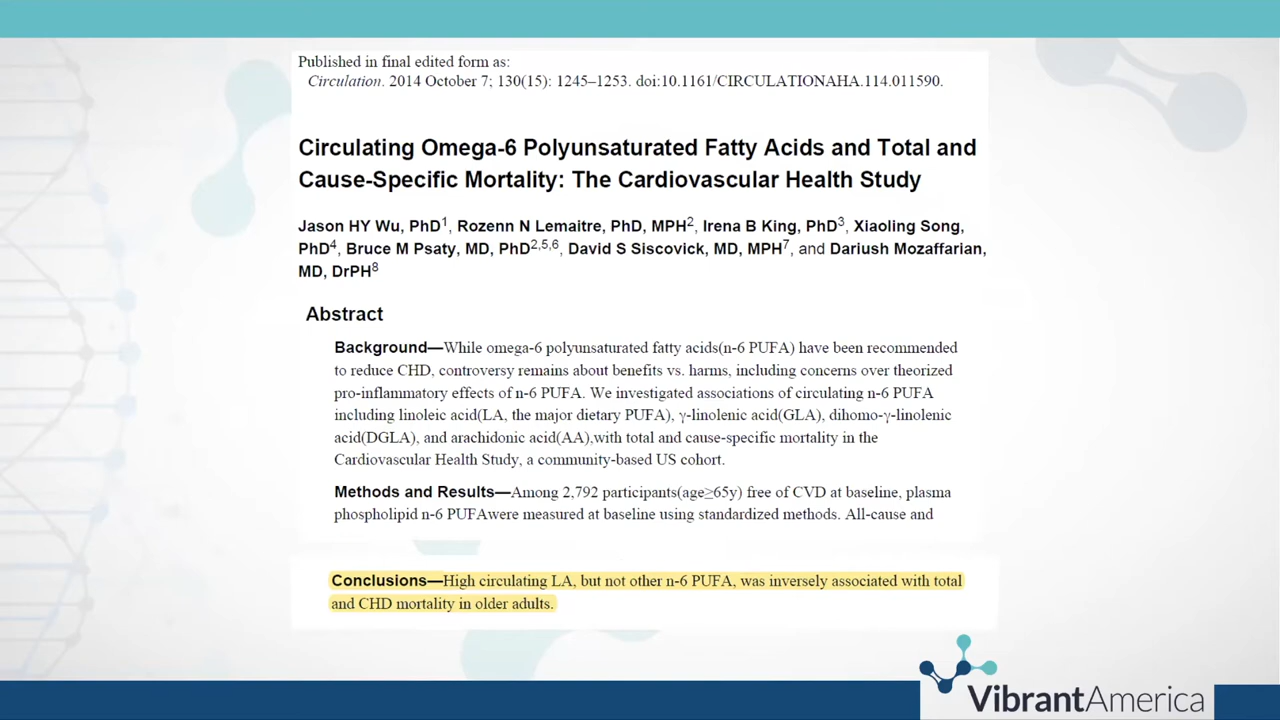 Published in final edited form as:
Circulation. 2014 October 7; 130(15): 1245–1253. doi:10.1161/CIRCULATIONAHA.114.011590.
Circulating Omega-6 Polyunsaturated Fatty Acids and Total and
Cause-Specific Mortality: The Cardiovascular Health Study
Jason HY Wu, PhD1, Rozenn N Lemaitre, PhD, MPH2, Irena B King, PhD3, Xiaoling Song,
PhD4, Bruce M Psaty, MD, PhD2,5,6, David S Siscovick, MD, MPH7, and Dariush Mozaffarian,
MD, DrPH8
Abstract
Background—While omega-6 polyunsaturated fatty acids(n-6 PUFA) have been recommended
to reduce CHD, controversy remains about benefits vs. harms, including concerns over theorized
pro-inflammatory effects of n-6 PUFA. We investigated associations of circulating n-6 PUFA
including linoleic acid(LA, the major dietary PUFA), γ-linolenic acid(GLA), dihomo-γ-linolenic
acid(DGLA), and arachidonic acid(AA),with total and cause-specific mortality in the
Cardiovascular Health Study, a community-based US cohort.
Methods and Results—Among 2,792 participants(age≥65y) free of CVD at baseline, plasma
phospholipid n-6 PUFAwere measured at baseline using standardized methods. All-cause and
Conclusions—High circulating LA, but not other n-6 PUFA, was inversely associated with total
and CHD mortality in older adults.
VibrantAmerica